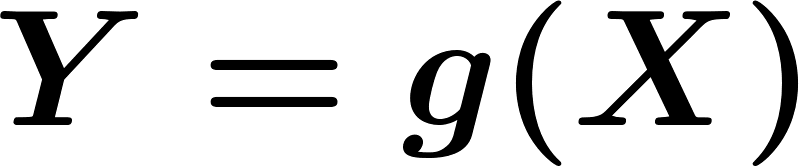 Y = g(X)